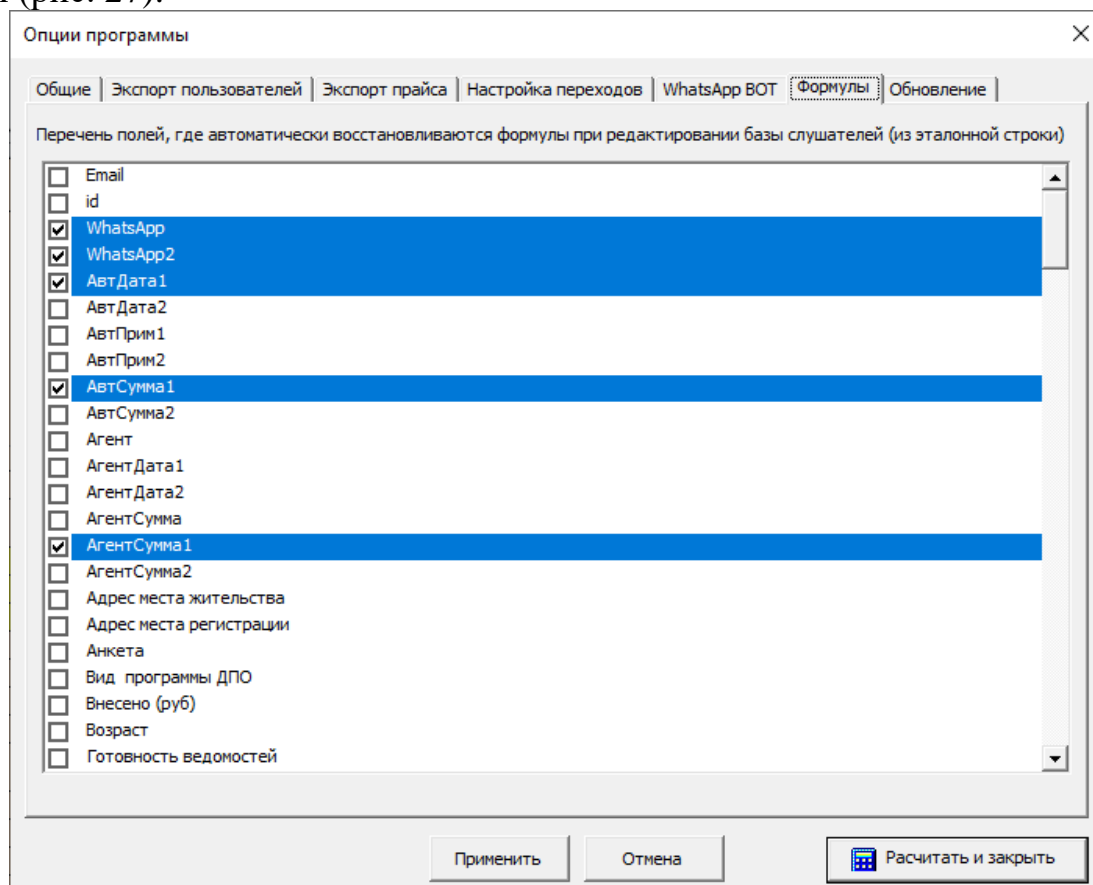 (рис. 27).
Опции программы
Общие Экспорт пользователей Экспорт прайса Настройка переходов WhatsApp BOT Формулы Обновление
Перечень полей, где автоматически восстанавливаются формулы при редактировании базы слушателей (из эталонной строки)
Email
id
WhatsApp
WhatsApp2
АвтДата1
АвтДата2
АвтПрим1
АвтПрим2
АвтСумма1
АвтСумма2
Агент
АгентДата1
АгентДата2
АгентСумма
АгентСумма1
АгентСумма2
Адрес места жительства
Адрес места регистрации
Анкета
Вид программы ДПО
Внесено (руб)
Возраст
Готовность ведомостей
Применить Отмена Расчитать и закрыть